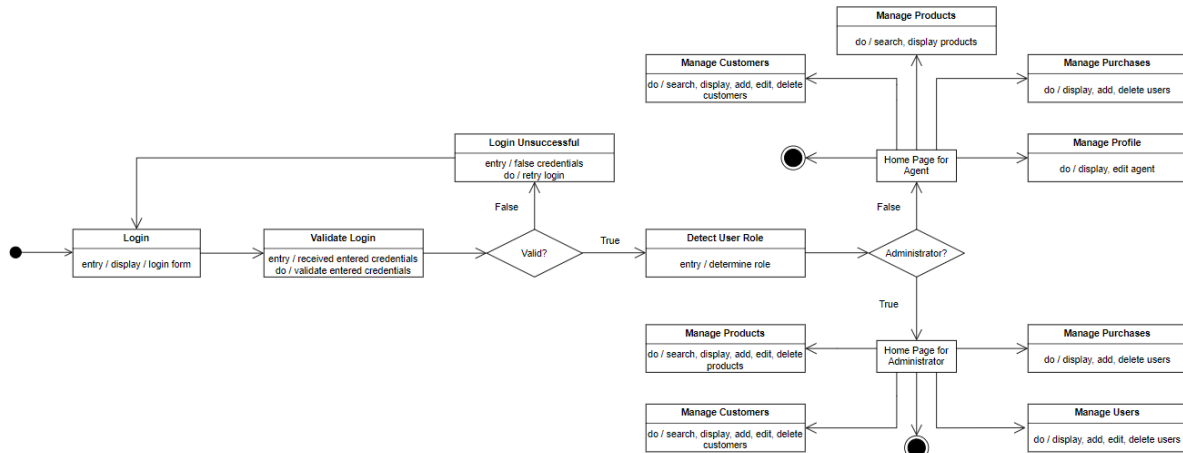 Manage Products
do / search, display products
Manage Customers
do / search, display, add, edit, delete
customers
Manage Purchases
do / display, add, delete users
Login Unsuccessful
entry / false credentials
do / retry login
Home Page for
Agent
Manage Profile
do / display, edit agent
False
False
Login
entry / display / login form
Validate Login
entry / received entered credentials
do / validate entered credentials
Valid?
True
Detect User Role
entry / determine role
Administrator?
True
Manage Products
do / search, display, add, edit, delete
products
Home Page for
Administrator
Manage Purchases
do / display, add, delete users
Manage Customers
do / search, display, add, edit, delete
customers
Manage Users
do / display, add, edit, delete users